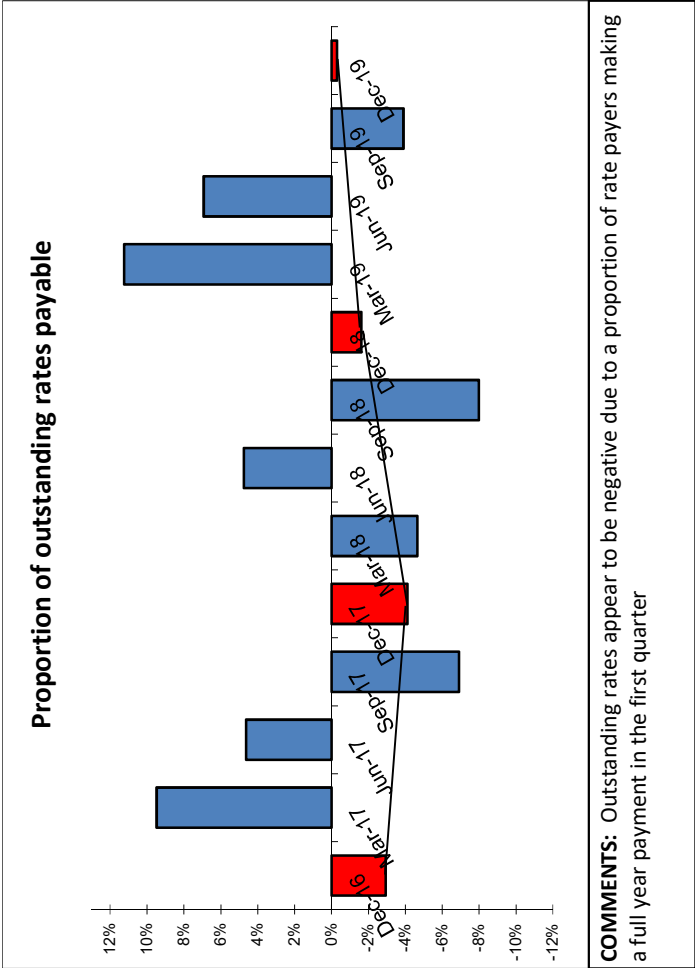 Proportion of outstanding rates payable
12%
10%
8%
6%
4%
2%
0%
-2%
-4%
-6%
-8%
-10%
-12%
Dec-16
Mar-17
Jun-17
Sep-17
Dec-17
Mar-18
Jun-18
Sep-18
Dec-18
Mar-19
Jun-19
Sep-19
Dec-19
COMMENTS: Outstanding rates appear to be negative due to a proportion of rate payers making
a full year payment in the first quarter